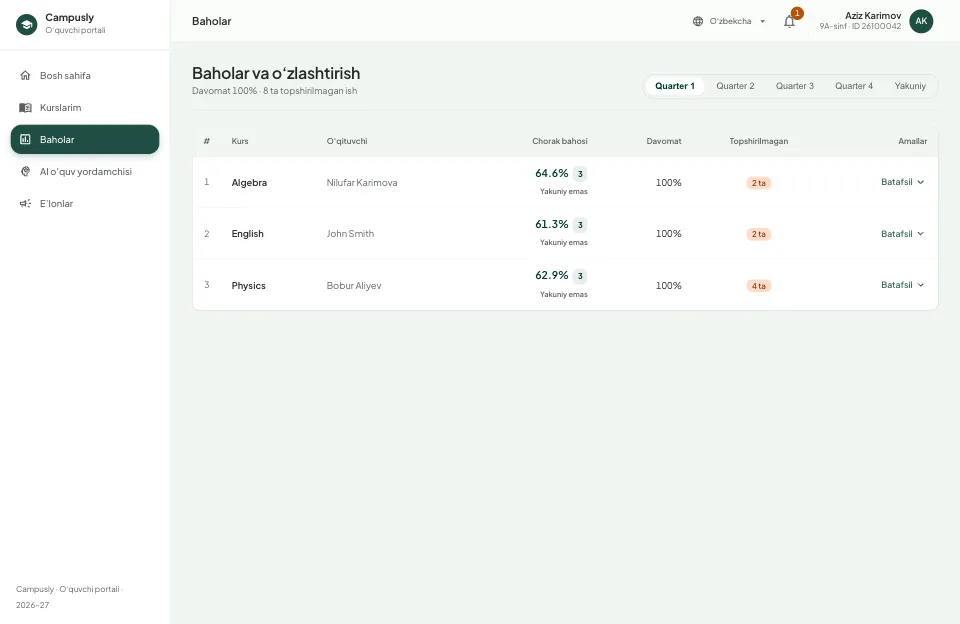 Campusly
O'quvchi portali
Baholar
O'zbekcha
1
Aziz Karimov
9A-sinf · ID 26100042
AK
Bosh sahifa
Kurslarim
Baholar
AI o'quv yordamchisi
E'lonlar
Baholar va o‘zlashtirish
Davomat 100% · 8 ta topshirilmagan ish
Quarter 1 Quarter 2 Quarter 3 Quarter 4 Yakuniy
# Kurs O'qituvchi Chorak bahosi Davomat Topshirilmagan Amallar
1 Algebra Nilufar Karimova 64.6% 3 100% 2 ta Batafsil
Yakuniy emas
2 English John Smith 61.3% 3 100% 2 ta Batafsil
Yakuniy emas
3 Physics Bobur Aliyev 62.9% 3 100% 4 ta Batafsil
Yakuniy emas
Campusly · O'quvchi portali ·
2026–27